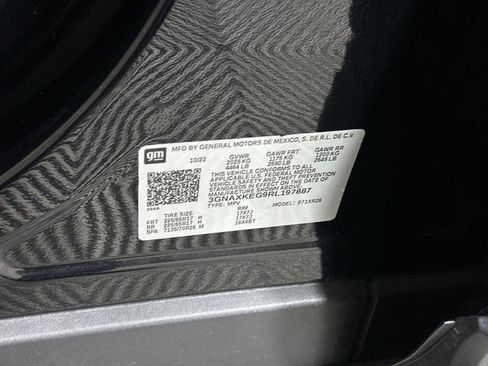 gm
MFD BY GENERAL MOTORS DE MEXICO, S. DE R.L. DE C.V.
10/23 GVWR GAWR FRT GAWR RR
2025 KG 1175 KG 1200 KG
4464 LB 2590 LB 2645 LB
THIS VEHICLE CONFORMS TO ALL
APPLICABLE U.S. FEDERAL MOTOR
VEHICLE SAFETY AND THEFT PREVENTION
STANDARDS IN EFFECT ON THE DATE OF
MANUFACTURE SHOWN ABOVE.
3GNAXKEG9RL197887
TYPE: MPV MODEL:
TIRE RIM
FRT 225/65R17 H 17X7J
RR 225/65R17 H 17X7J
SPA T135/70R16 M 16X4BT